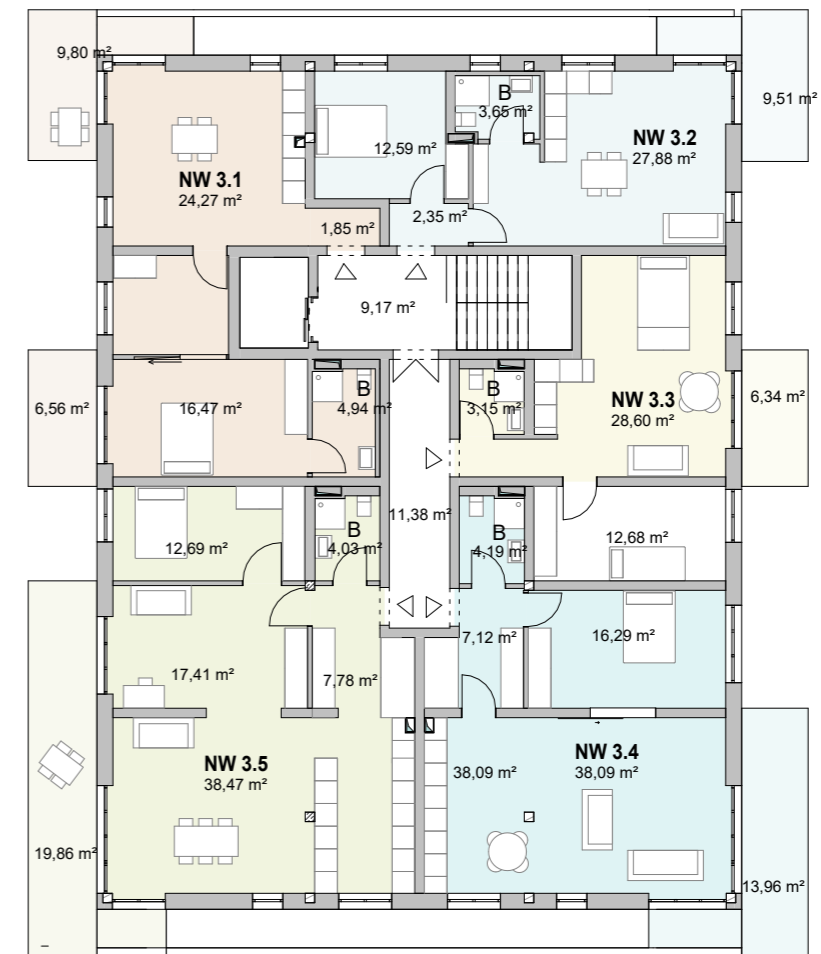 9,80 m²
9,51 m²
B
3,65 m²
12,59 m²
NW 3.2
27,88 m²
NW 3.1
24,27 m²
1,85 m²
2,35 m²
9,17 m²
6,56 m²
16,47 m²
B
4,94 m²
B
3,15 m²
NW 3.3
28,60 m²
6,34 m²
11,38 m²
12,69 m²
B
4,03 m²
B
4,19 m²
12,68 m²
17,41 m²
7,78 m²
7,12 m²
16,29 m²
NW 3.5
38,47 m²
38,09 m²
NW 3.4
38,09 m²
19,86 m²
13,96 m²